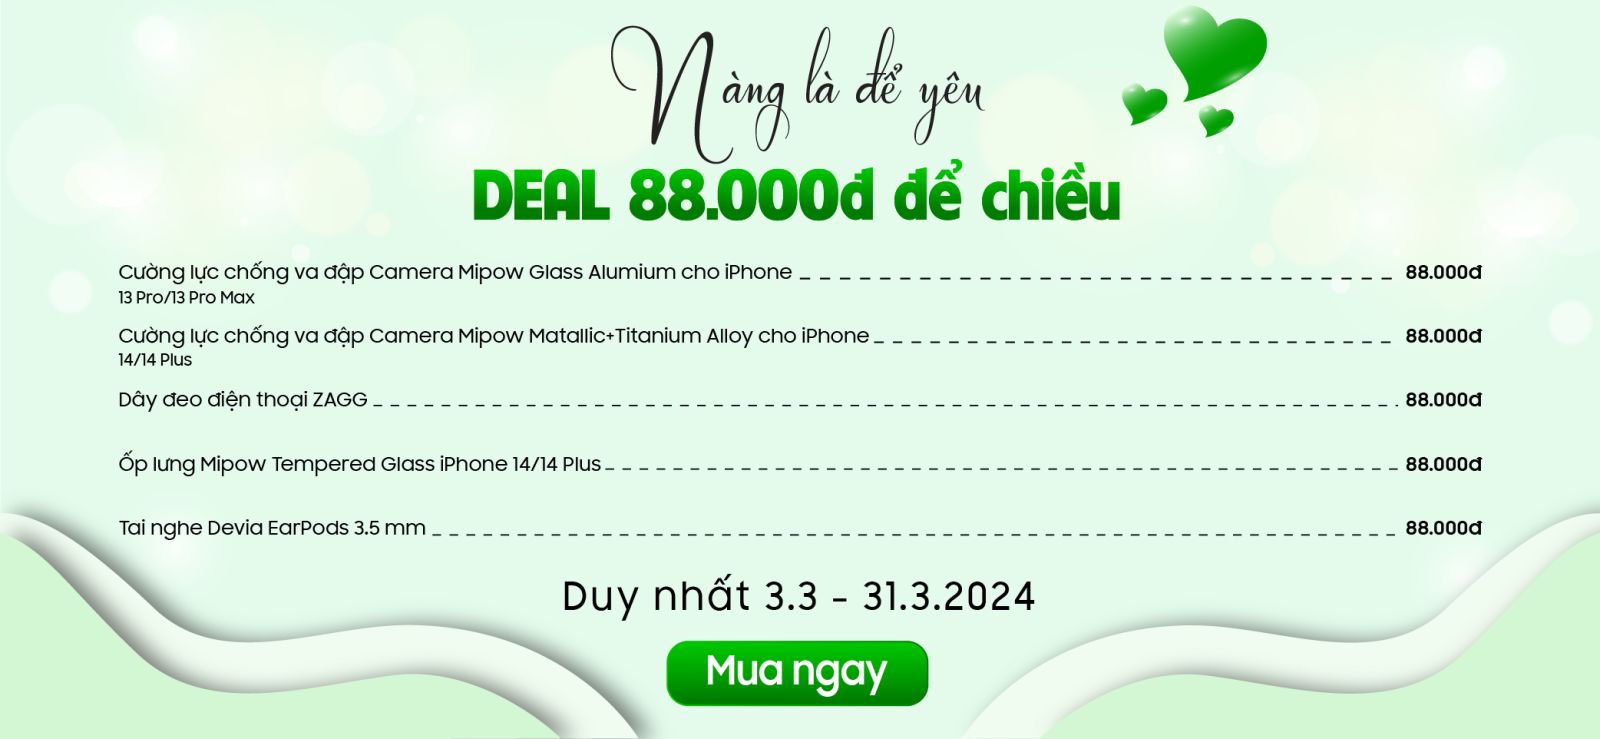 Nàng là để yêu
DEAL 88.000đ để chiều
Cường lực chống va đập Camera Mipow Glass Alumium cho iPhone 88.000đ
13 Pro/13 Pro Max
Cường lực chống va đập Camera Mipow Matallic+Titanium Alloy cho iPhone 88.000đ
14/14 Plus
Dây đeo điện thoại ZAGG 88.000đ
Ốp lưng Mipow Tempered Glass iPhone 14/14 Plus 88.000đ
Tai nghe Devia EarPods 3.5 mm 88.000đ
Duy nhất 3.3 - 31.3.2024
Mua ngay